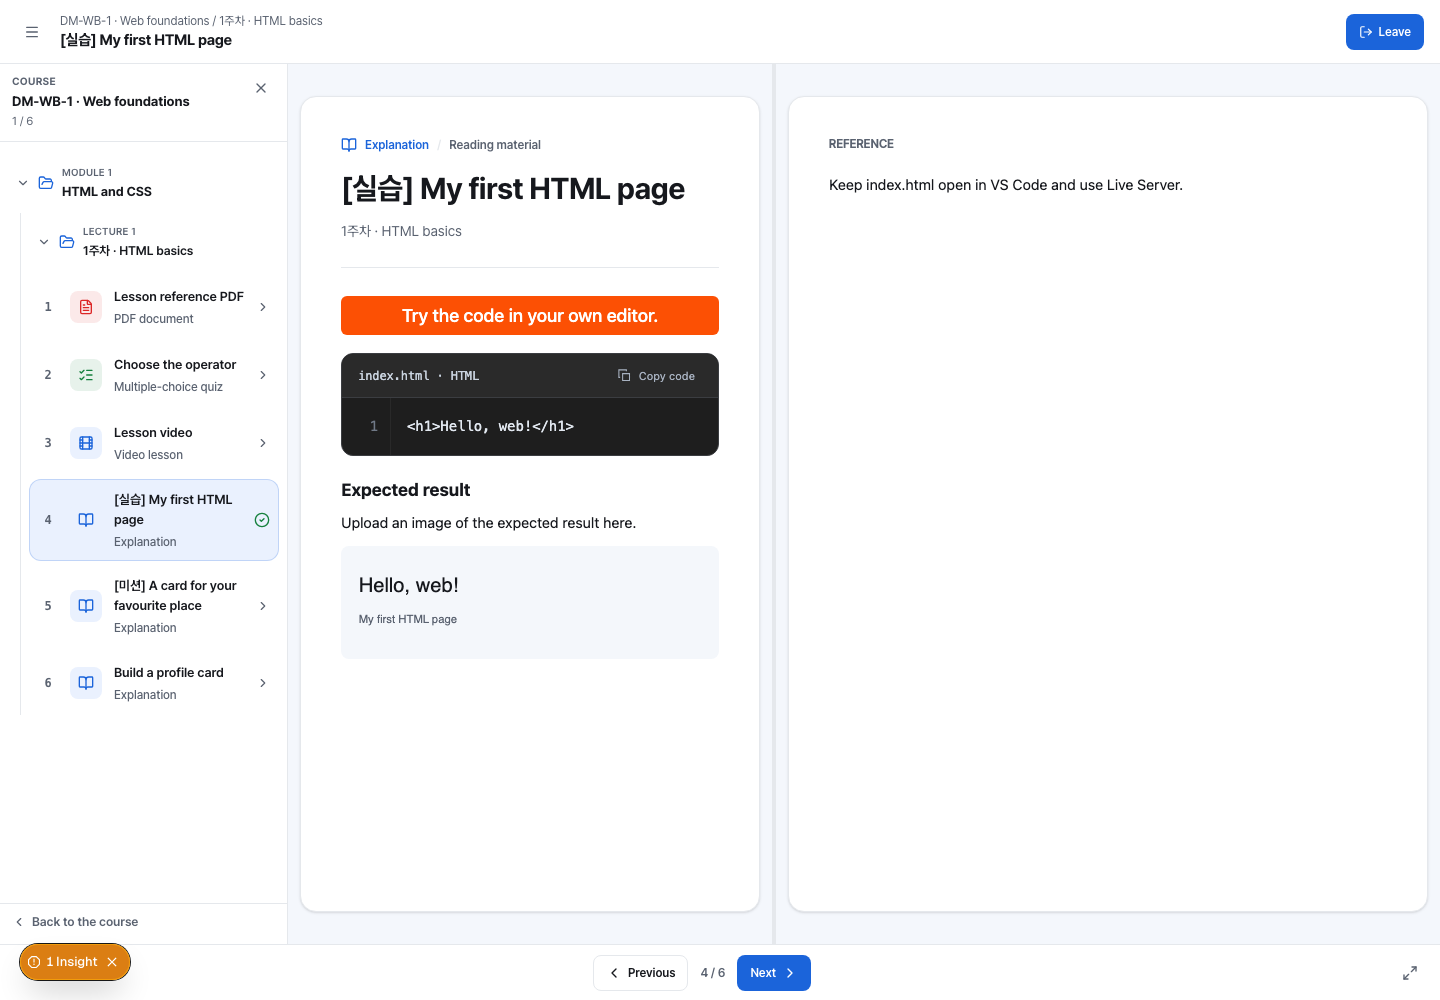 DM-WB-1 · Web foundations / 1주차 · HTML basics
[실습] My first HTML page
Leave
COURSE
DM-WB-1 · Web foundations
1 / 6
MODULE 1
HTML and CSS
LECTURE 1
1주차 · HTML basics
1
Lesson reference PDF
PDF document
2
Choose the operator
Multiple-choice quiz
3
Lesson video
Video lesson
4
[실습] My first HTML
page
Explanation
5
[미션] A card for your
favourite place
Explanation
6
Build a profile card
Explanation
Back to the course
1 Insight
Explanation / Reading material
[실습] My first HTML page
1주차 · HTML basics
Try the code in your own editor.
index.html · HTML
Copy code
1
<h1>Hello, web!</h1>
Expected result
Upload an image of the expected result here.
Hello, web!
My first HTML page
REFERENCE
Keep index.html open in VS Code and use Live Server.
Previous
4 / 6
Next